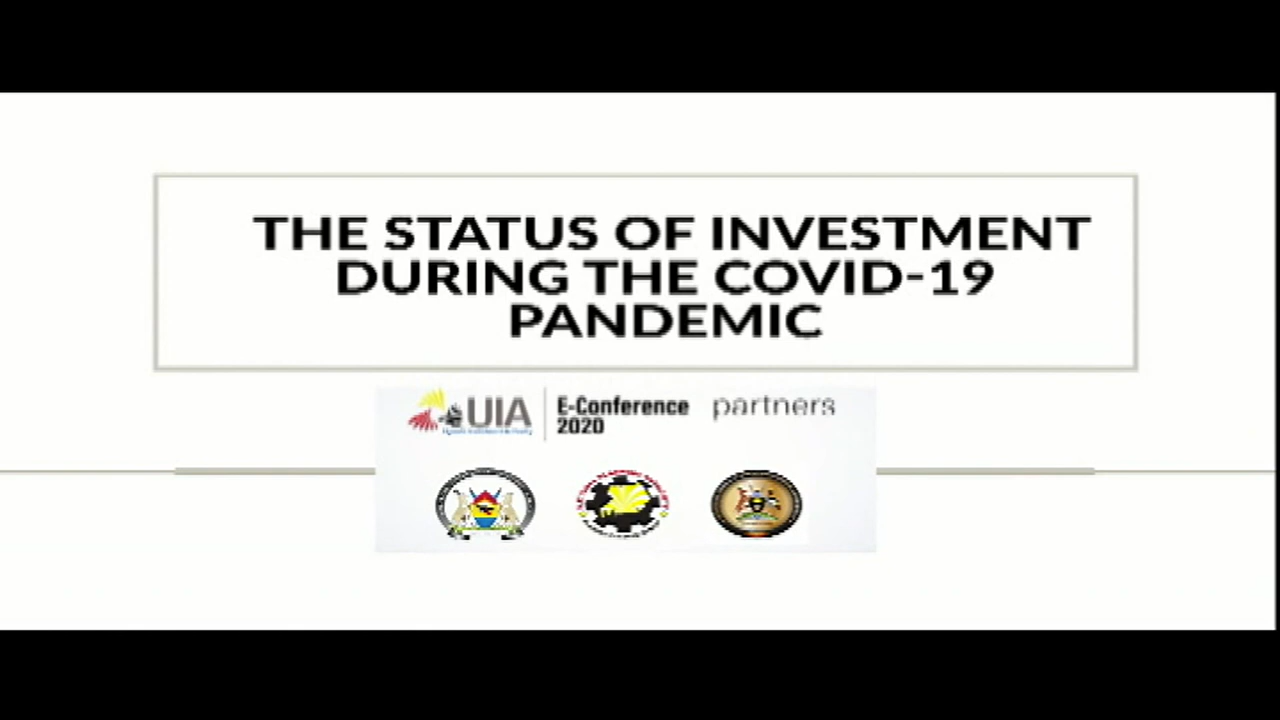 THE STATUS OF INVESTMENT
DURING THE COVID-19
PANDEMIC
UIA
E-Conference partners
2020